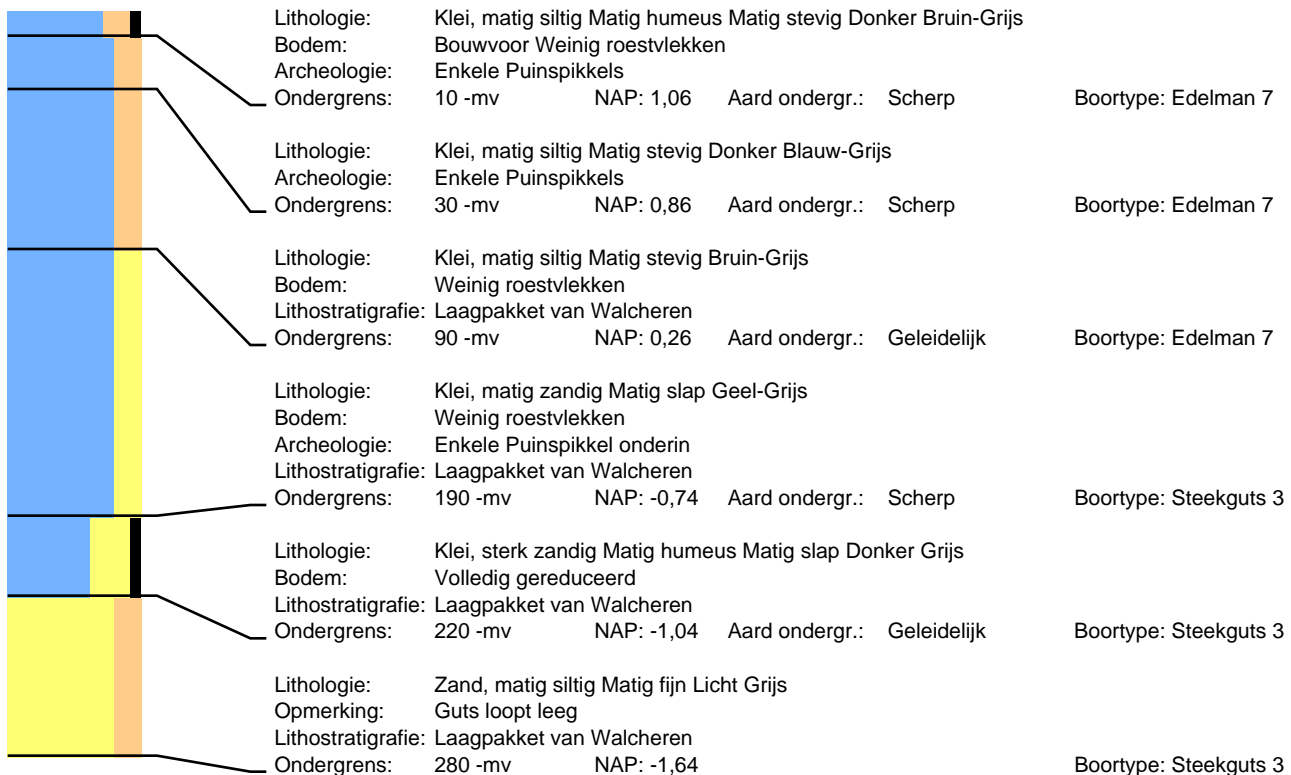 Lithologie: Klei, matig siltig Matig humeus Matig stevig Donker Bruin-Grijs
Bodem: Bouwvoor Weinig roestvlekken
Archeologie: Enkele Puinspikkels
Ondergrens: 10 -mv NAP: 1,06 Aard ondergr.: Scherp Boortype: Edelman 7
Lithologie: Klei, matig siltig Matig stevig Donker Blauw-Grijs
Archeologie: Enkele Puinspikkels
Ondergrens: 30 -mv NAP: 0,86 Aard ondergr.: Scherp Boortype: Edelman 7
Lithologie: Klei, matig siltig Matig stevig Bruin-Grijs
Bodem: Weinig roestvlekken
Lithostratigrafie: Laagpakket van Walcheren
Ondergrens: 90 -mv NAP: 0,26 Aard ondergr.: Geleidelijk Boortype: Edelman 7
Lithologie: Klei, matig zandig Matig slap Geel-Grijs
Bodem: Weinig roestvlekken
Archeologie: Enkele Puinspikkel onderin
Lithostratigrafie: Laagpakket van Walcheren
Ondergrens: 190 -mv NAP: -0,74 Aard ondergr.: Scherp Boortype: Steekguts 3
Lithologie: Klei, sterk zandig Matig humeus Matig slap Donker Grijs
Bodem: Volledig gereduceerd
Lithostratigrafie: Laagpakket van Walcheren
Ondergrens: 220 -mv NAP: -1,04 Aard ondergr.: Geleidelijk Boortype: Steekguts 3
Lithologie: Zand, matig siltig Matig fijn Licht Grijs
Opmerking: Guts loopt leeg
Lithostratigrafie: Laagpakket van Walcheren
Ondergrens: 280 -mv NAP: -1,64 Boortype: Steekguts 3